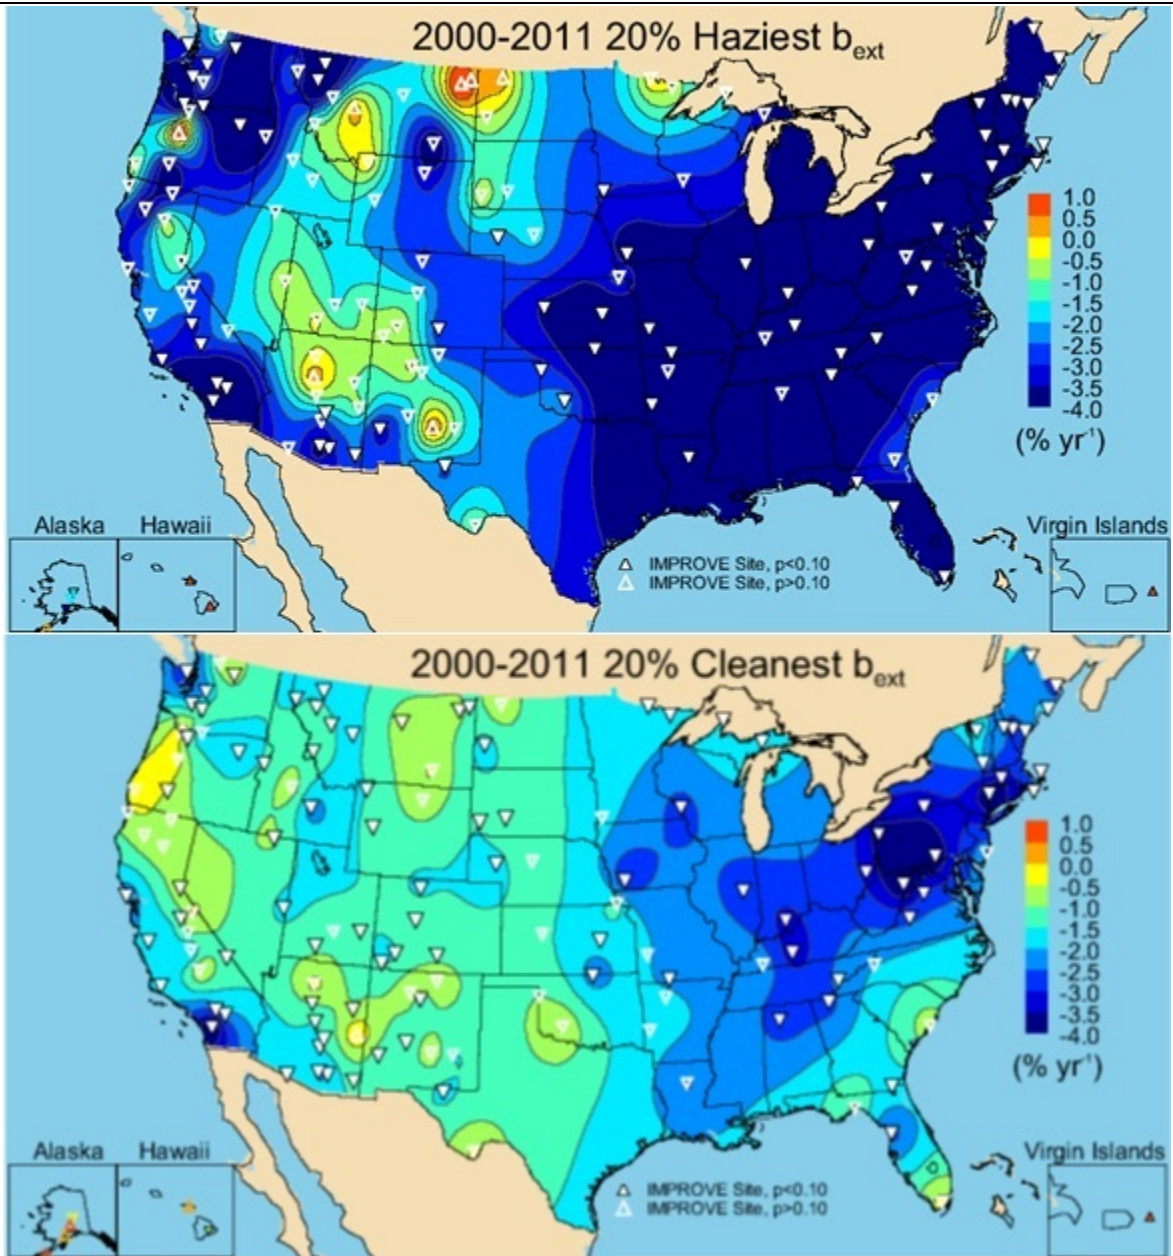 2000-2011 20% Haziest bext
1.0
0.5
0.0
-0.5
-1.0
-1.5
-2.0
-2.5
-3.0
-3.5
-4.0
(% yr-1)
Alaska
Hawaii
Virgin Islands
IMPROVE Site, p<0.10
IMPROVE Site, p>0.10
2000-2011 20% Cleanest bext
1.0
0.5
0.0
-0.5
-1.0
-1.5
-2.0
-2.5
-3.0
-3.5
-4.0
(% yr-1)
Alaska
Hawaii
Virgin Islands
IMPROVE Site, p<0.10
IMPROVE Site, p>0.10